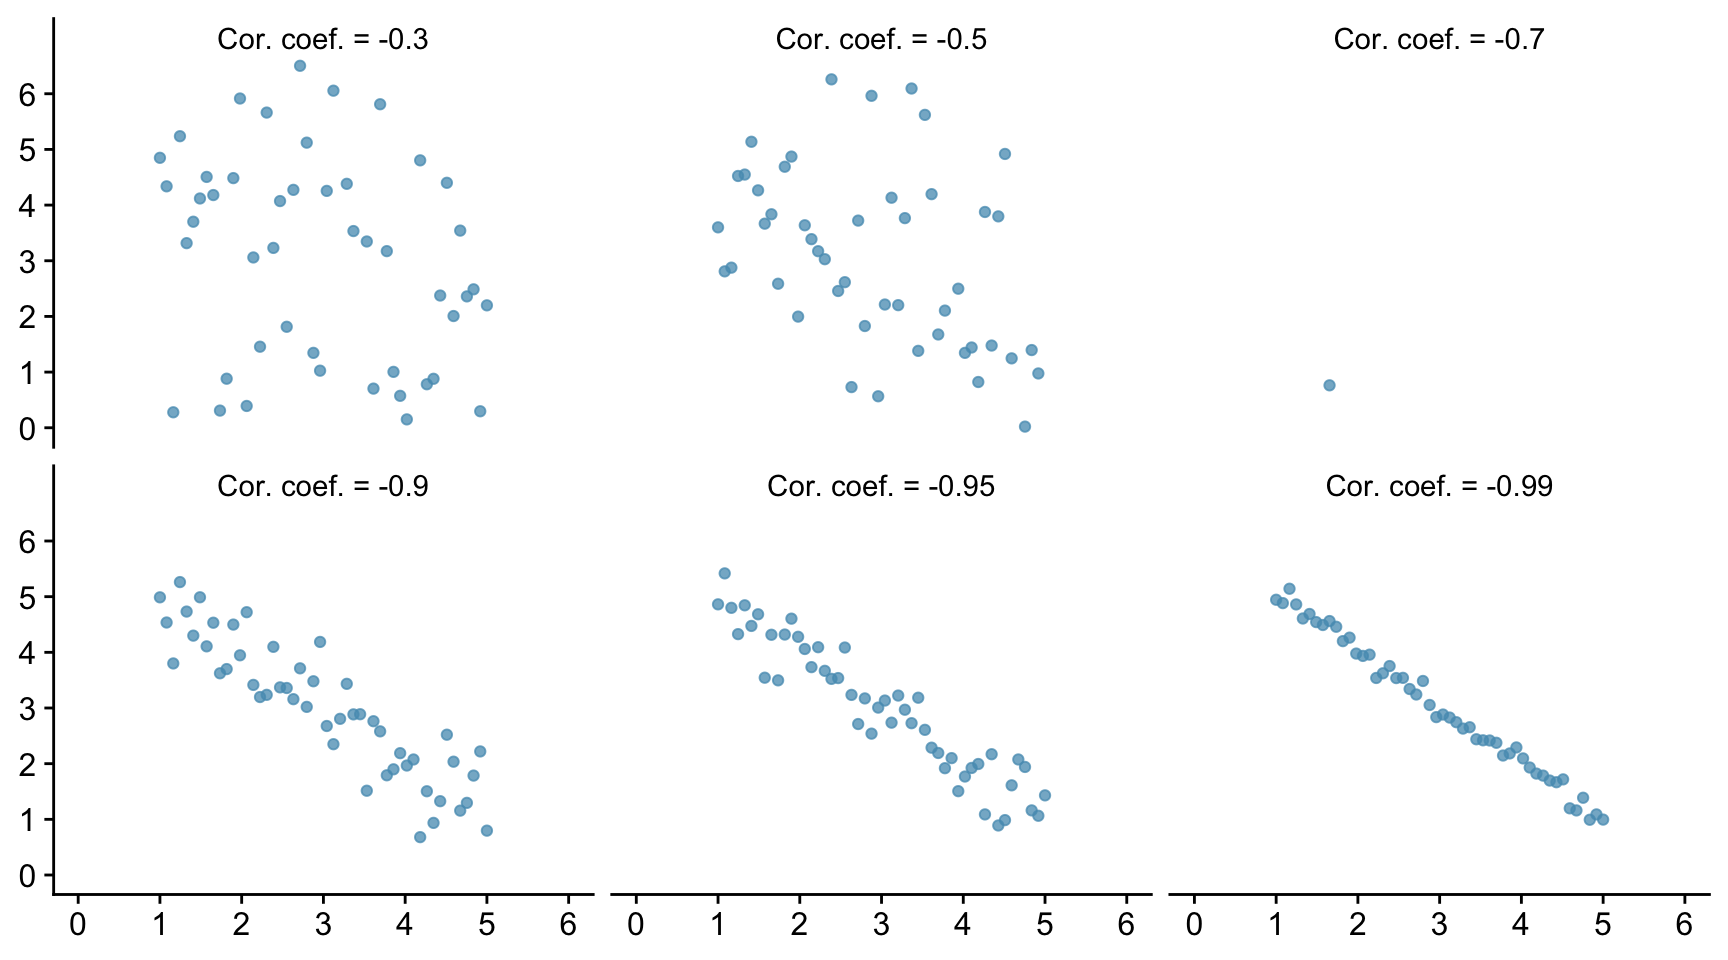 Cor. coef. = -0.3
Cor. coef. = -0.5
Cor. coef. = -0.7
6
5
4
3
2
1
0
Cor. coef. = -0.9
Cor. coef. = -0.95
Cor. coef. = -0.99
6
5
4
3
2
1
0
0 1 2 3 4 5 6
0 1 2 3 4 5 6
0 1 2 3 4 5 6